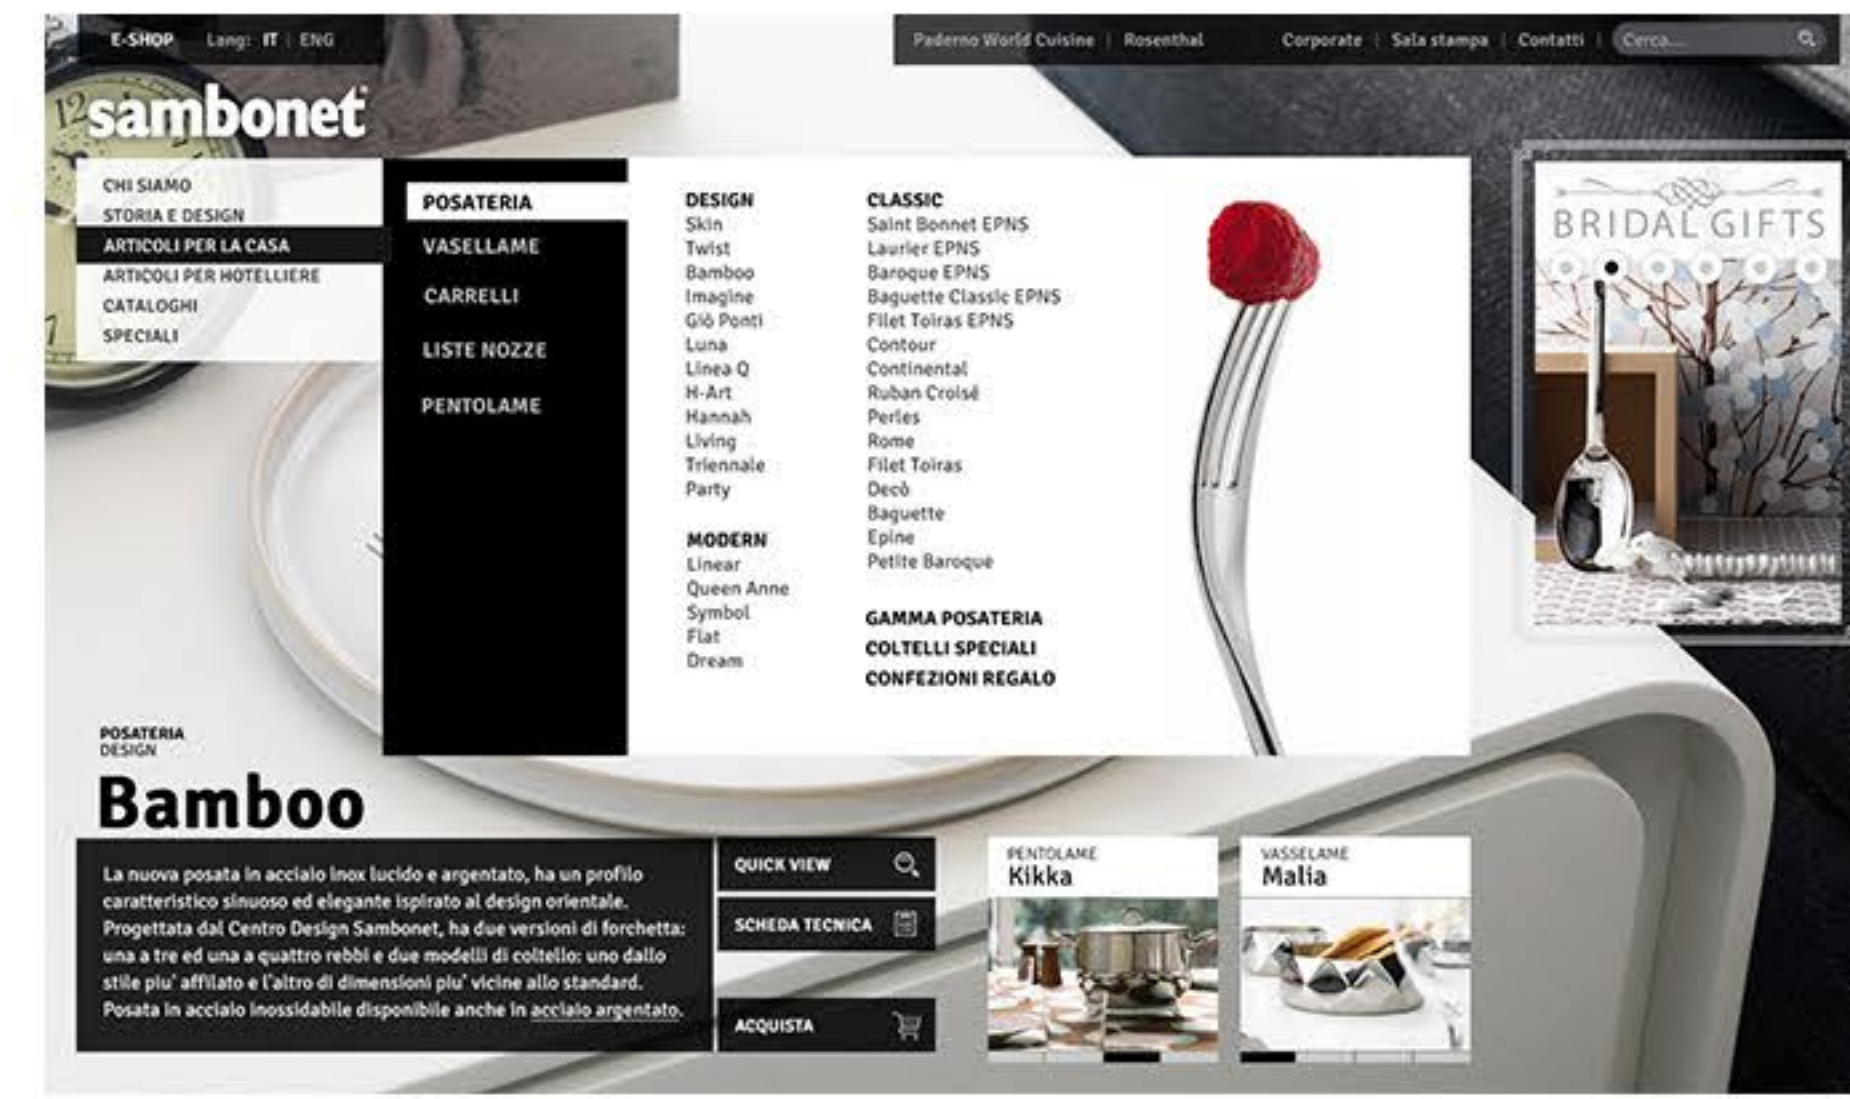 E-SHOP Lang: IT | ENG
Paderno World Cuisine | Rosenthal Corporate | Sala stampa | Contatti | Cerca....
sambonet
12
7
CHI SIAMO
STORIA E DESIGN
ARTICOLI PER LA CASA
ARTICOLI PER HOTELLIERE
CATALOGHI
SPECIALI
POSATERIA
VASELLAME
CARRELLI
LISTE NOZZE
PENTOLAME
DESIGN
Skin
Twist
Bamboo
Imagine
Giò Ponti
Luna
Linea Q
H-Art
Hannah
Living
Triennale
Party
MODERN
Linear
Queen Anne
Symbol
Flat
Dream
CLASSIC
Saint Bonnet EPNS
Laurier EPNS
Baroque EPNS
Baguette Classic EPNS
Filet Toiras EPNS
Contour
Continental
Ruban Croisé
Perles
Rome
Filet Toiras
Decò
Baguette
Epine
Petite Baroque
GAMMA POSATERIA
COLTELLI SPECIALI
CONFEZIONI REGALO
BRIDAL GIFTS
POSATERIA
DESIGN
Bamboo
La nuova posata in acciaio inox lucido e argentato, ha un profilo
caratteristico sinuoso ed elegante ispirato al design orientale.
Progettata dal Centro Design Sambonet, ha due versioni di forchetta:
una a tre ed una a quattro rebbi e due modelli di coltello: uno dallo
stile piu' affilato e l'altro di dimensioni piu' vicine allo standard.
Posata in acciaio inossidabile disponibile anche in acciaio argentato.
QUICK VIEW
SCHEDA TECNICA
ACQUISTA
PENTOLAME
Kikka
VASSELAME
Malia